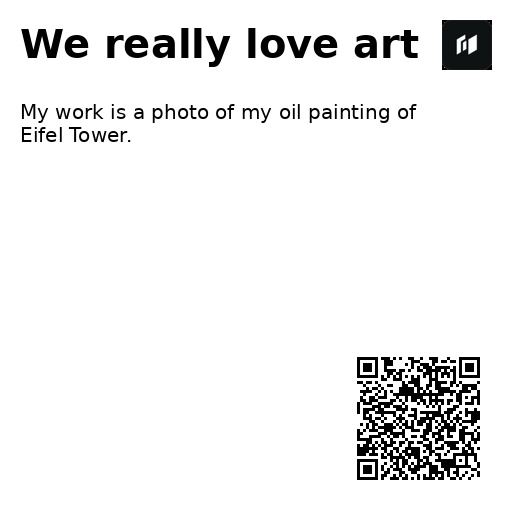 We really love art
My work is a photo of my oil painting of
Eifel Tower.